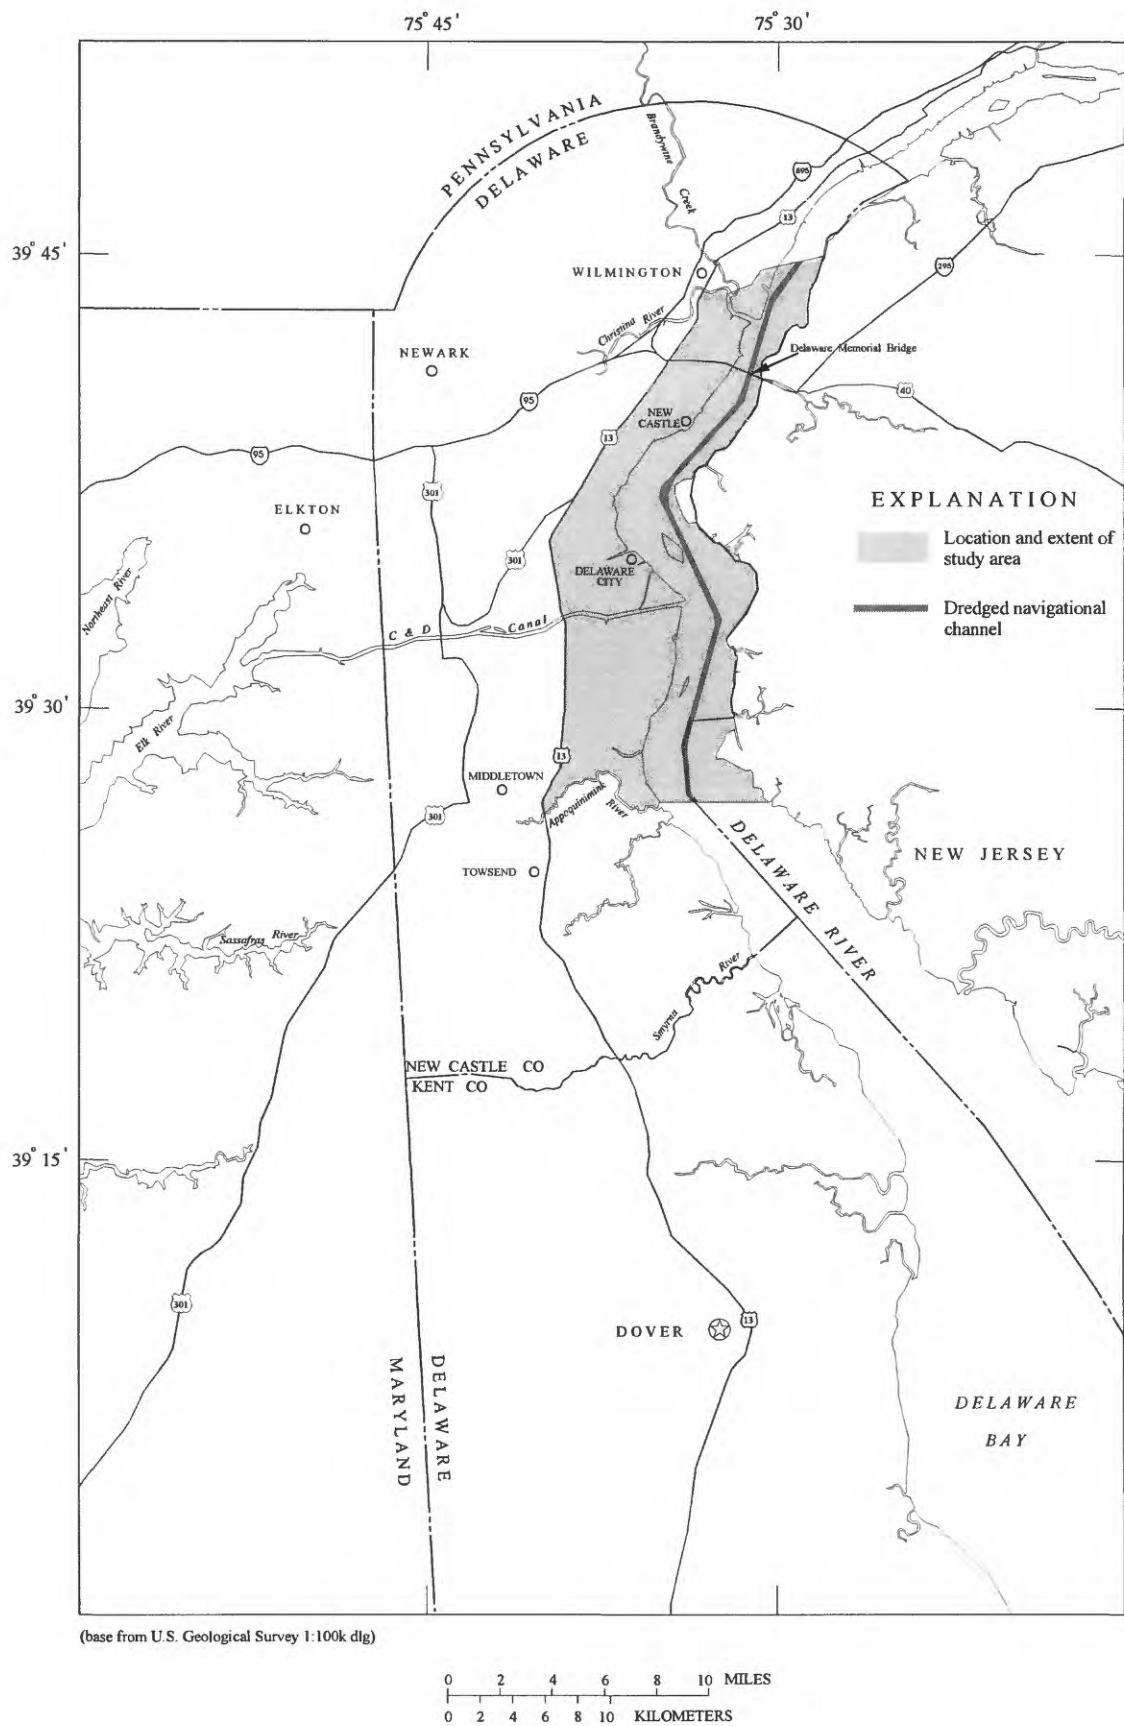 75° 45'
75° 30'
PENNSYLVANIA
DELAWARE
Brandywine
Creek
895
13
39° 45'
WILMINGTON
295
Christina River
Delaware Memorial Bridge
NEWARK
40
95
NEW
CASTLE
13
95
301
EXPLANATION
ELKTON
Location and extent of
study area
301
DELAWARE
CITY
Northeast River
Dredged navigational
channel
C & D Canal
39° 30'
Elk River
13
MIDDLETOWN
Appoquinimink
River
301
DELAWARE RIVER
NEW JERSEY
TOWSEND
Sassafras River
Smyrna River
NEW CASTLE CO
KENT CO
39° 15'
301
13
DOVER
MARYLAND
DELAWARE
DELAWARE
BAY
(base from U.S. Geological Survey 1:100k dlg)
0 2 4 6 8 10 MILES
0 2 4 6 8 10 KILOMETERS